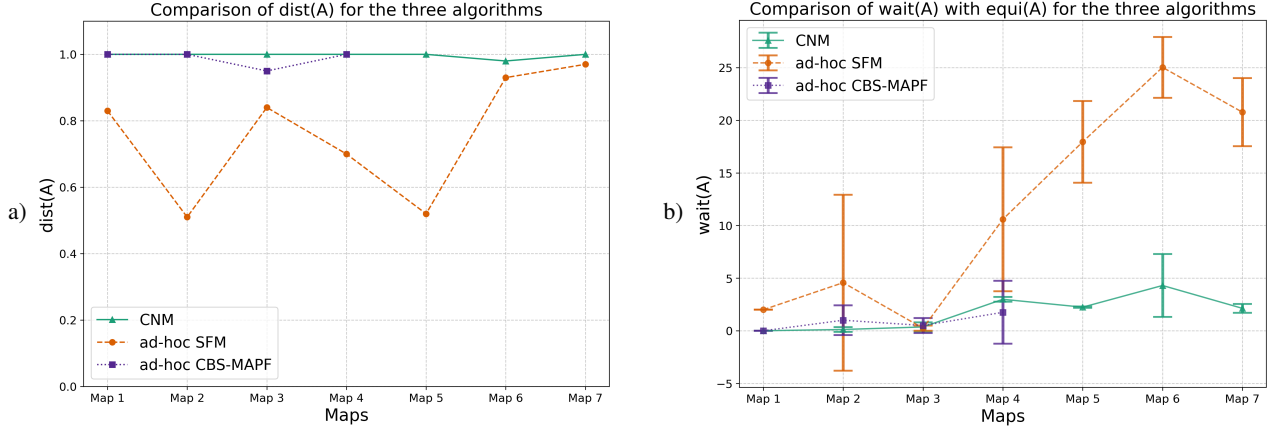 a)
Comparison of dist(A) for the three algorithms
dist(A)
1.0
0.8
0.6
0.4
0.2
0.0
CNM
ad-hoc SFM
ad-hoc CBS-MAPF
Map 1 Map 2 Map 3 Map 4 Map 5 Map 6 Map 7
Maps
b)
Comparison of wait(A) with equi(A) for the three algorithms
wait(A)
CNM
ad-hoc SFM
ad-hoc CBS-MAPF
25
20
15
10
5
0
−5
Map 1 Map 2 Map 3 Map 4 Map 5 Map 6 Map 7
Maps